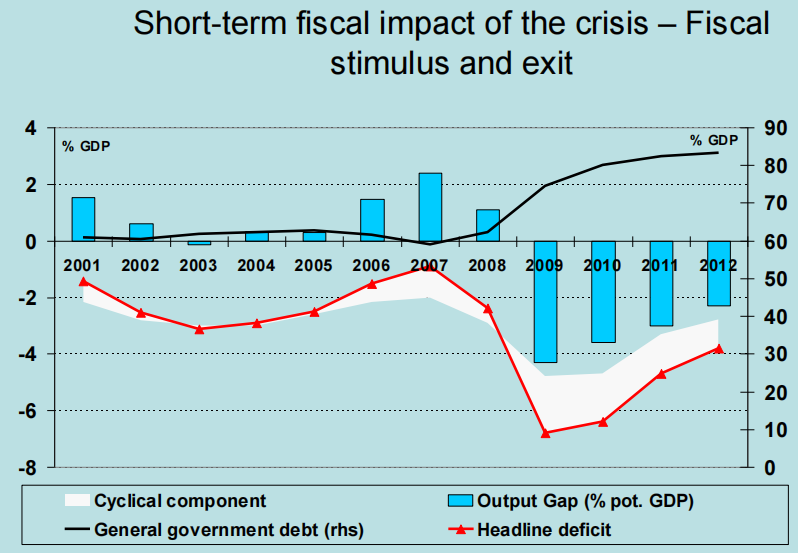 Short-term fiscal impact of the crisis – Fiscal
stimulus and exit
4
90
% GDP
% GDP
80
2
70
0
60
2001 2002 2003 2004 2005 2006 2007 2008 2009 2010 2011 2012
50
-2
40
-4
30
20
-6
10
-8
0
Cyclical component
Output Gap (% pot. GDP)
General government debt (rhs)
Headline deficit